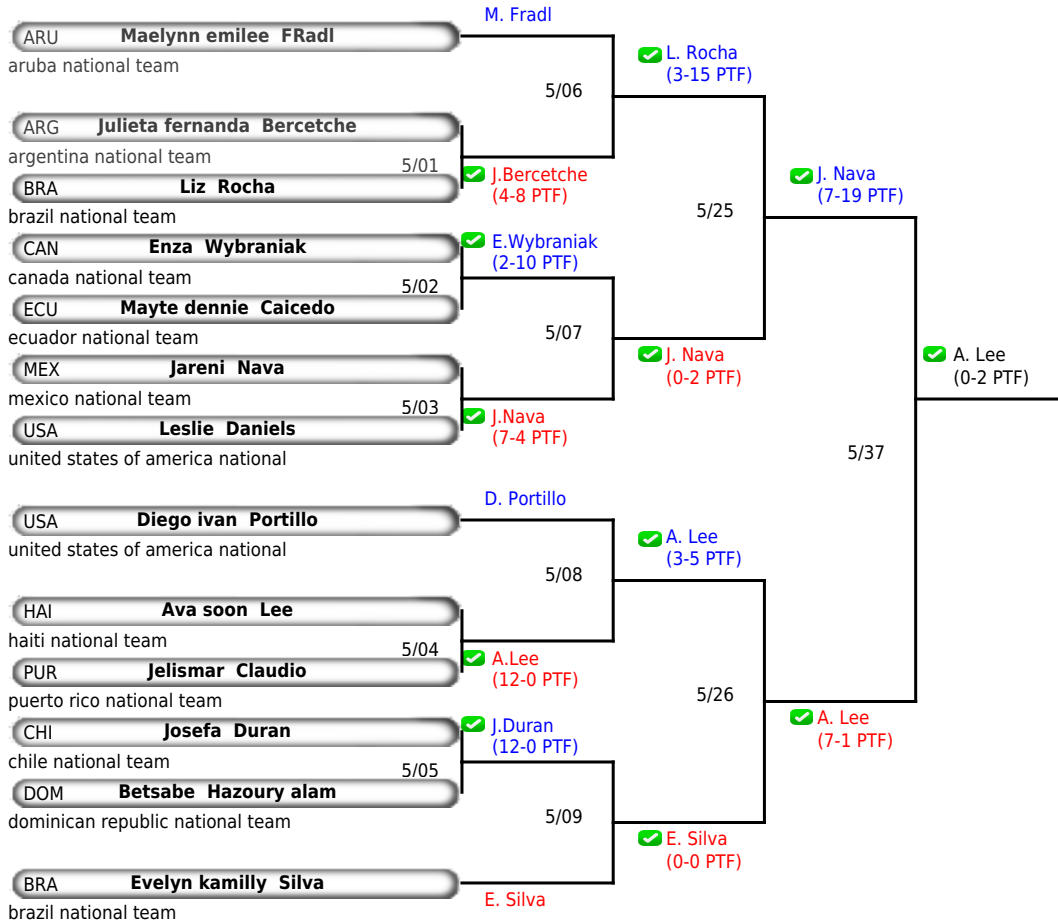 M. Fradl
ARU Maelynn emilee FRadl
aruba national team
L. Rocha
(3-15 PTF)
5/06
ARG Julieta fernanda Bercetche
argentina national team
5/01
J.Bercetche
(4-8 PTF)
BRA Liz Rocha
brazil national team
J. Nava
(7-19 PTF)
5/25
CAN Enza Wybraniak
canada national team
E.Wybraniak
(2-10 PTF)
5/02
ECU Mayte dennie Caicedo
ecuador national team
5/07
J. Nava
(0-2 PTF)
MEX Jareni Nava
mexico national team
5/03
J.Nava
(7-4 PTF)
USA Leslie Daniels
united states of america national
A. Lee
(0-2 PTF)
5/37
D. Portillo
USA Diego ivan Portillo
united states of america national
A. Lee
(3-5 PTF)
5/08
HAI Ava soon Lee
haiti national team
5/04
A.Lee
(12-0 PTF)
PUR Jelismar Claudio
puerto rico national team
5/26
A. Lee
(7-1 PTF)
CHI Josefa Duran
chile national team
J.Duran
(12-0 PTF)
5/05
DOM Betsabe Hazoury alam
dominican republic national team
5/09
E. Silva
(0-0 PTF)
BRA Evelyn kamilly Silva
brazil national team
E. Silva